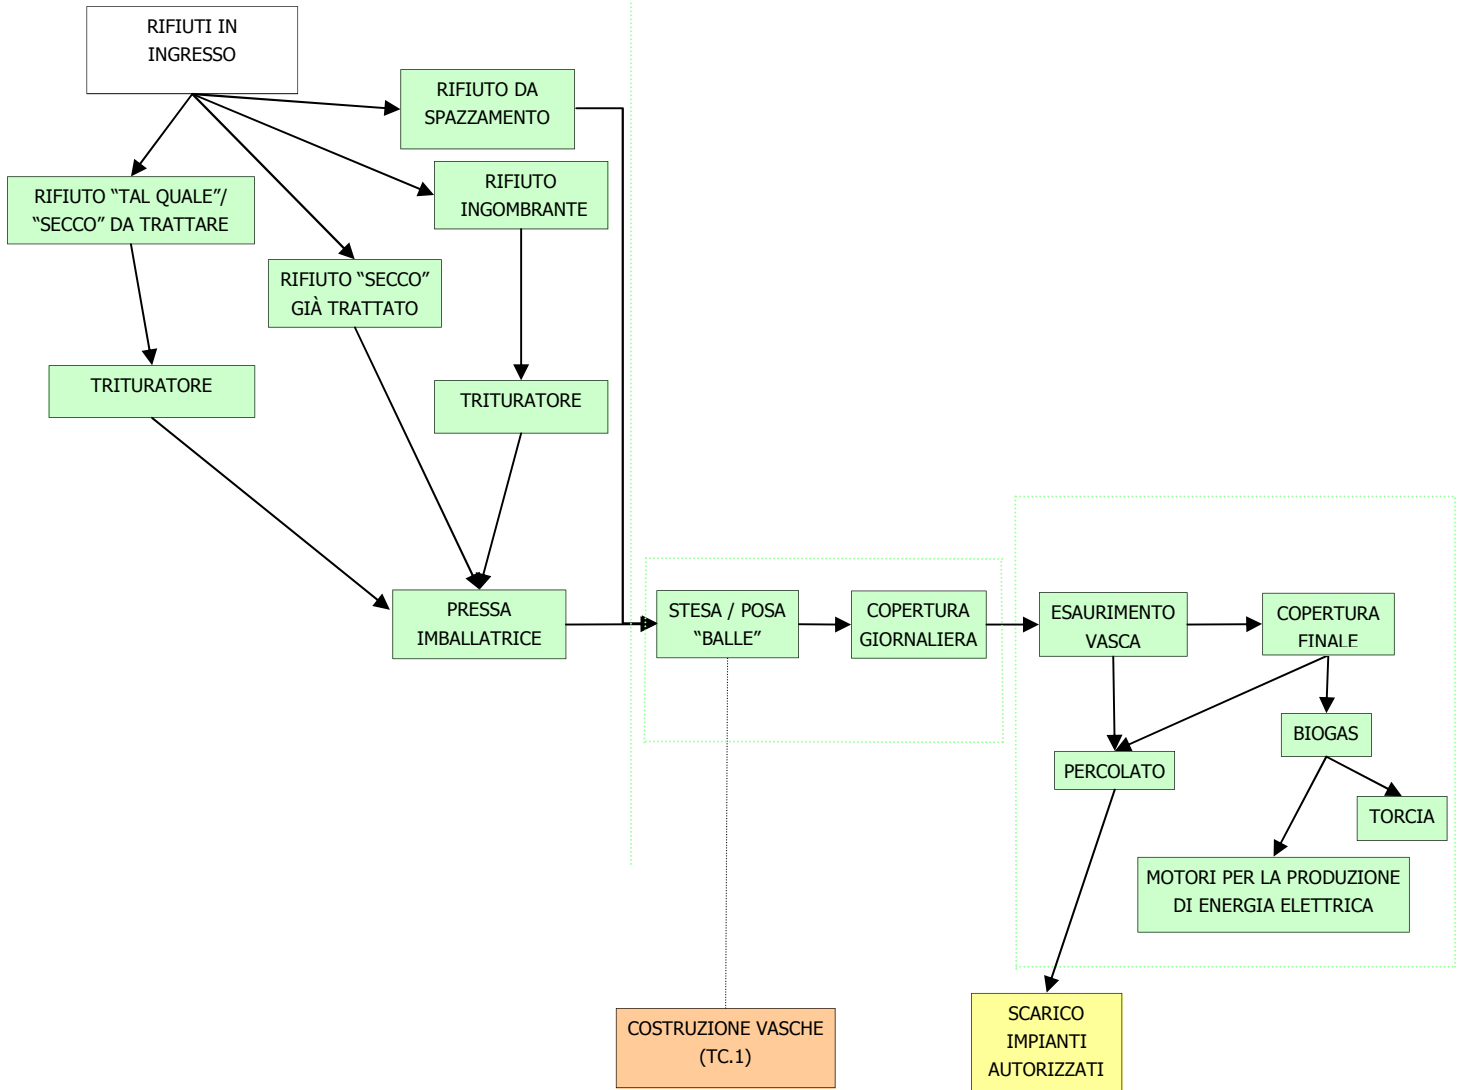 RIFIUTI IN
INGRESSO
RIFIUTO DA
SPAZZAMENTO
RIFIUTO "TAL QUALE"/
"SECCO" DA TRATTARE
RIFIUTO
INGOMBRANTE
RIFIUTO "SECCO"
GIÀ TRATTATO
TRITURATORE
TRITURATORE
PRESSA
IMBALLATRICE
STESA / POSA
"BALLE"
COPERTURA
GIORNALIERA
ESAURIMENTO
VASCA
COPERTURA
FINALE
BIOGAS
PERCOLATO
TORCIA
MOTORI PER LA PRODUZIONE
DI ENERGIA ELETTRICA
COSTRUZIONE VASCHE
(TC.1)
SCARICO
IMPIANTI
AUTORIZZATI